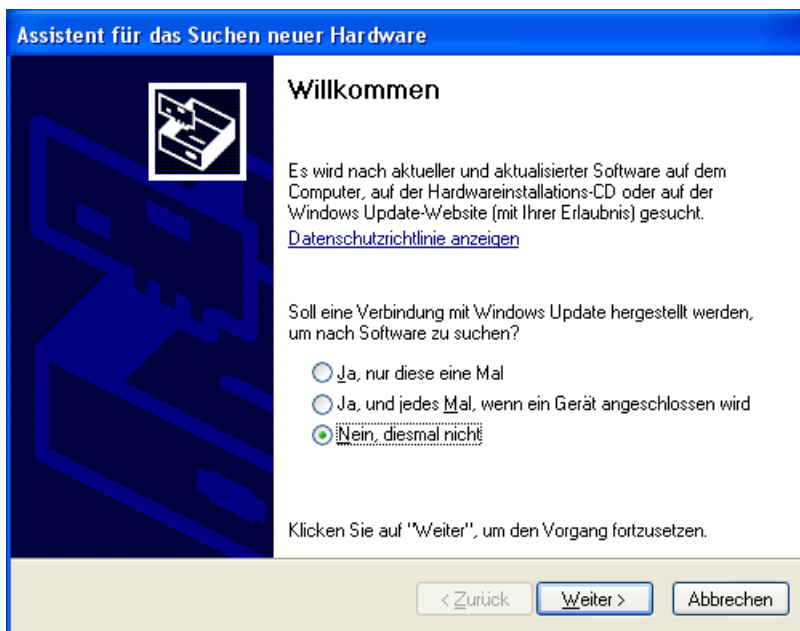 Assistent für das Suchen neuer Hardware
Willkommen
Es wird nach aktueller und aktualisierter Software auf dem
Computer, auf der Hardwareinstallations-CD oder auf der
Windows Update-Website (mit Ihrer Erlaubnis) gesucht.
Datenschutzrichtlinie anzeigen
Soll eine Verbindung mit Windows Update hergestellt werden,
um nach Software zu suchen?
Ja, nur diese eine Mal
Ja, und jedes Mal, wenn ein Gerät angeschlossen wird
Nein, diesmal nicht
Klicken Sie auf "Weiter", um den Vorgang fortzusetzen.
< Zurück Weiter > Abbrechen